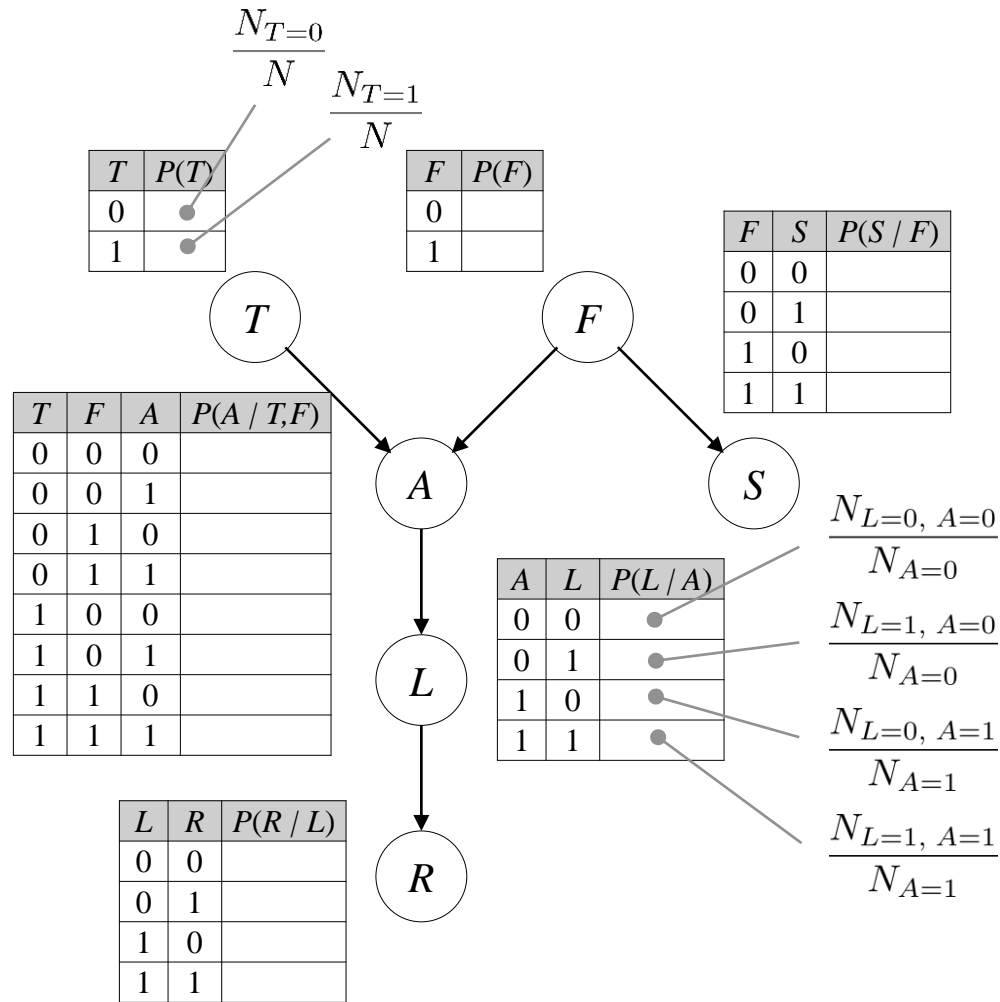 N_{T=0}
N
N_{T=1}
N
T P(T)
0
1
F P(F)
0
1
F S P(S / F)
0 0
0 1
1 0
1 1
T
F
T F A P(A / T,F)
0 0 0
0 0 1
0 1 0
0 1 1
1 0 0
1 0 1
1 1 0
1 1 1
A
S
A L P(L / A)
0 0
0 1
1 0
1 1
N_{L=0, A=0}
N_{A=0}
N_{L=1, A=0}
N_{A=0}
N_{L=0, A=1}
N_{A=1}
N_{L=1, A=1}
N_{A=1}
L
L R P(R / L)
0 0
0 1
1 0
1 1
R